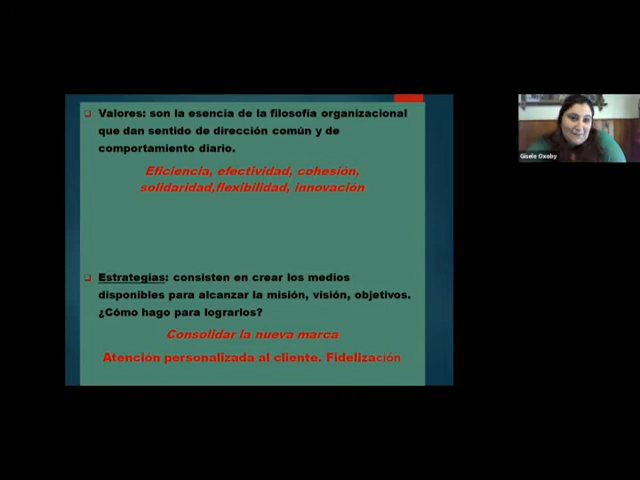 Valores: son la esencia de la filosofía organizacional
que dan sentido de dirección común y de
comportamiento diario.
Eficiencia, efectividad, cohesión,
solidaridad,flexibilidad, innovación
Estrategias: consisten en crear los medios
disponibles para alcanzar la misión, visión, objetivos.
¿Cómo hago para lograrlos?
Consolidar la nueva marca
Atención personalizada al cliente. Fidelización
Gisele Oxoby